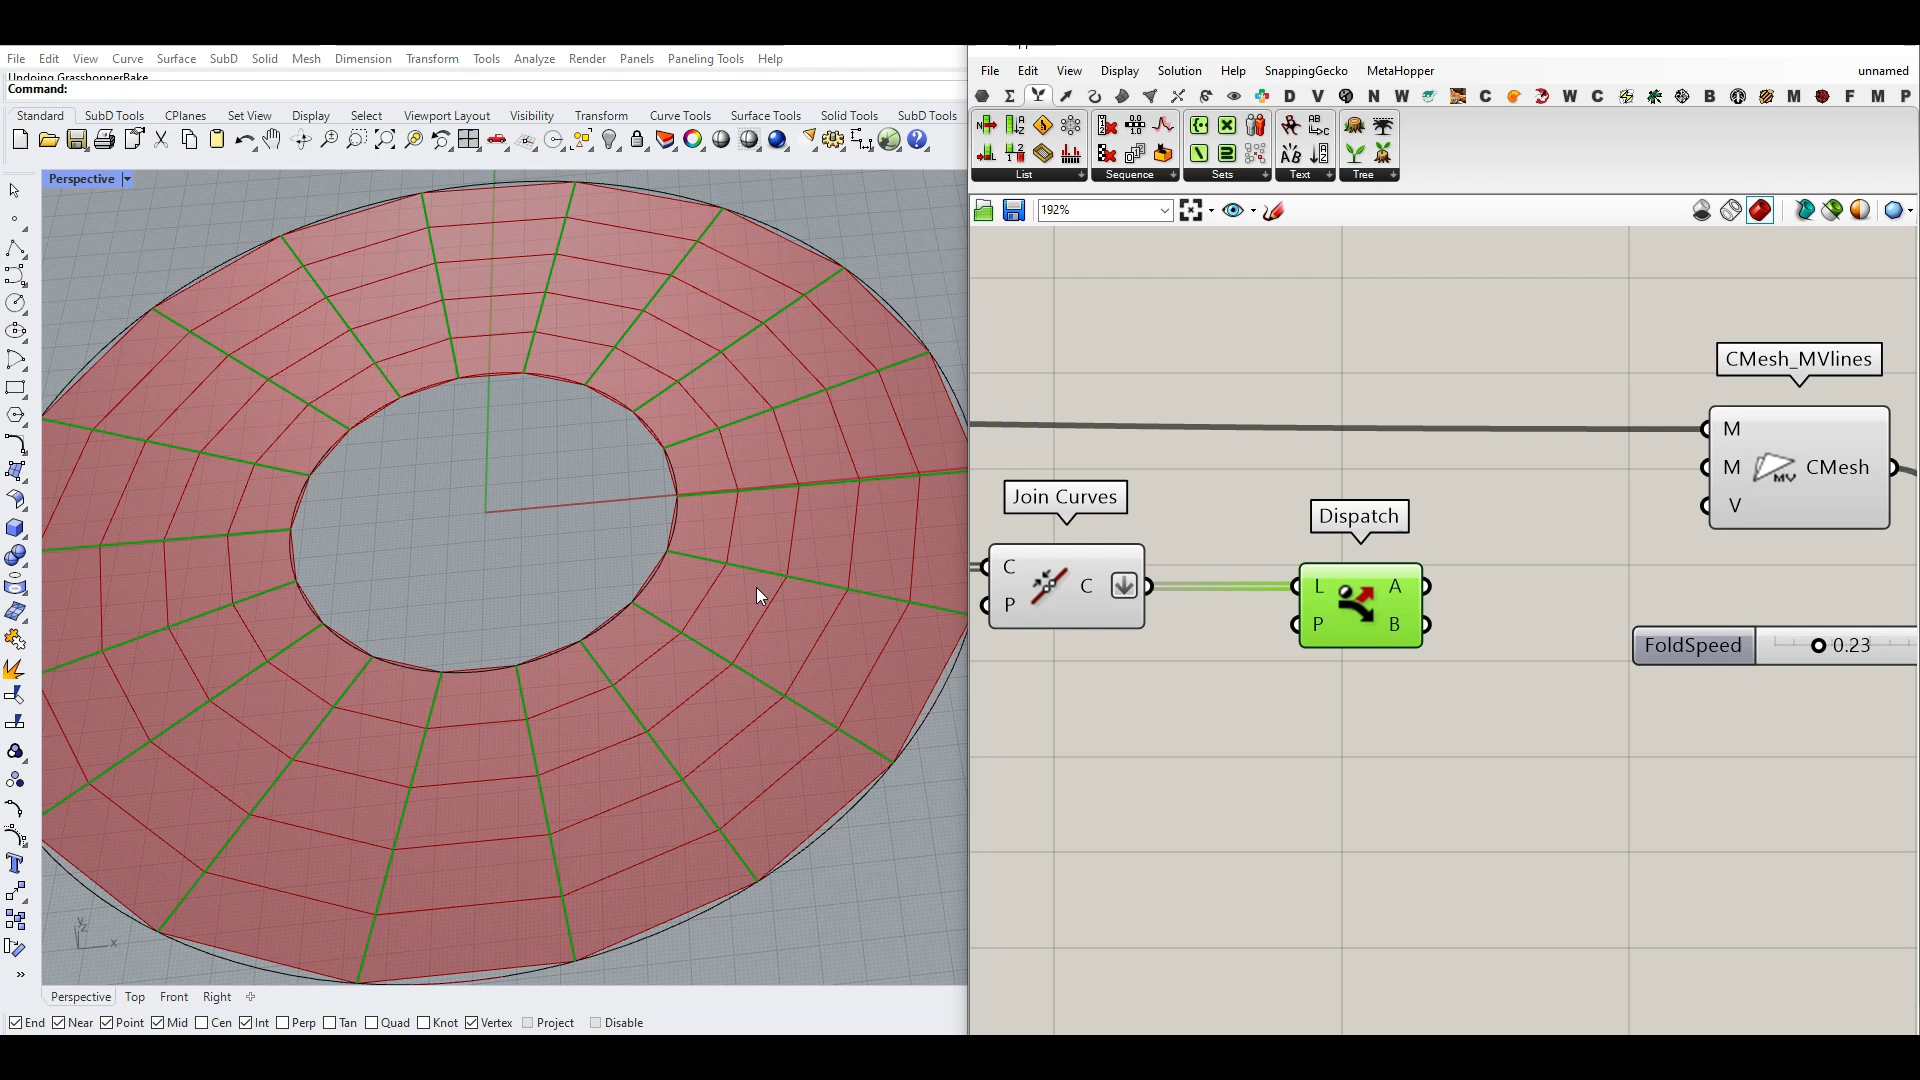 File Edit View Curve Surface SubD Solid Mesh Dimension Transform Tools Analyze Render Panels Paneling Tools Help
Undoing GrasshopperBake
Command:
Standard SubD Tools CPlanes Set View Display Select Viewport Layout Visibility Transform Curve Tools Surface Tools Solid Tools SubD Tools
Perspective
y
z
x
Perspective Top Front Right
End Near Point Mid Cen Int Perp Tan Quad Knot Vertex Project Disable
File Edit View Display Solution Help SnappingGecko MetaHopper unnamed
D V N W C W C B M F M P
List Sequence Sets Text Tree
192%
CMesh_MVlines
M
M CMesh
V
Join Curves
C C
P
Dispatch
L A
P B
FoldSpeed 0.23